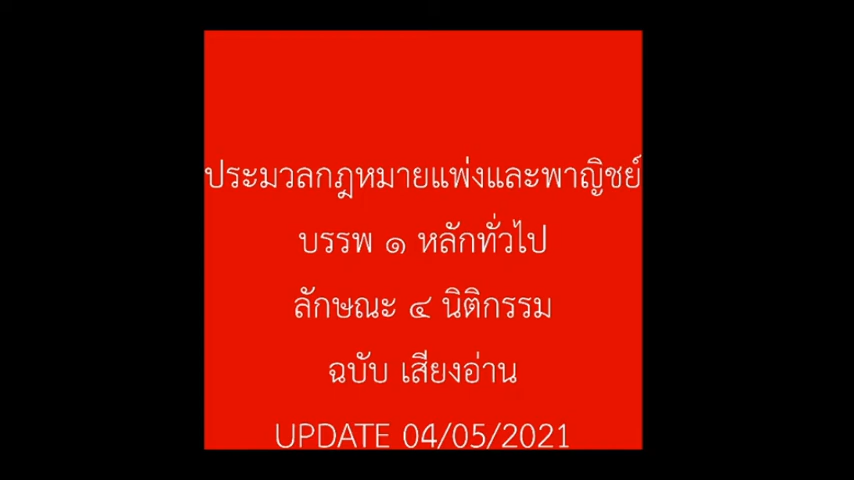 ประมวลกฎหมายแพ่งและพาญิชย์
บรรพ ๑ หลักทั่วไป
ลักษณะ ๔ นิติกรรม
ฉบับ เสียงอ่าน
UPDATE 04/05/2021